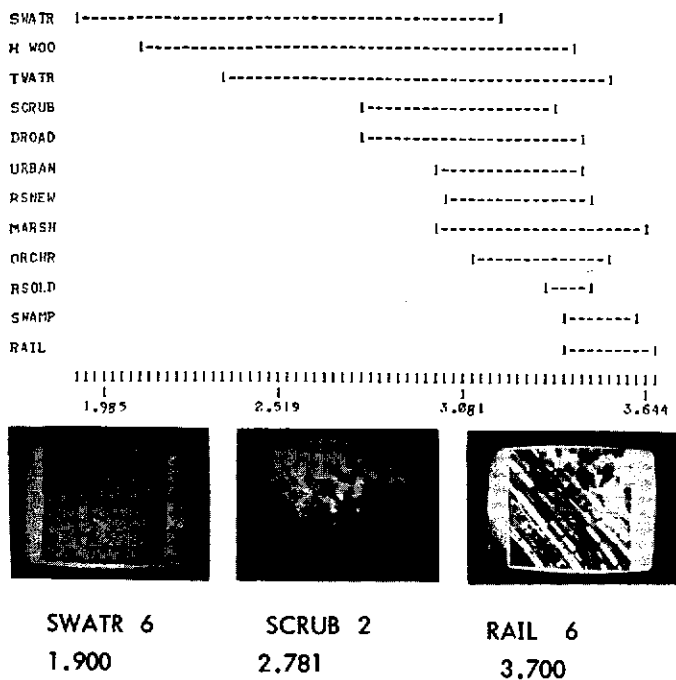 SWATR
H WOO
TWATR
SCRUB
DROAD
URBAN
RSNEW
MARSH
ORCHR
RSOLD
SWAMP
RAIL
1.985 2.519 3.081 3.644
SWATR 6 SCRUB 2 RAIL 6
1.900 2.781 3.700